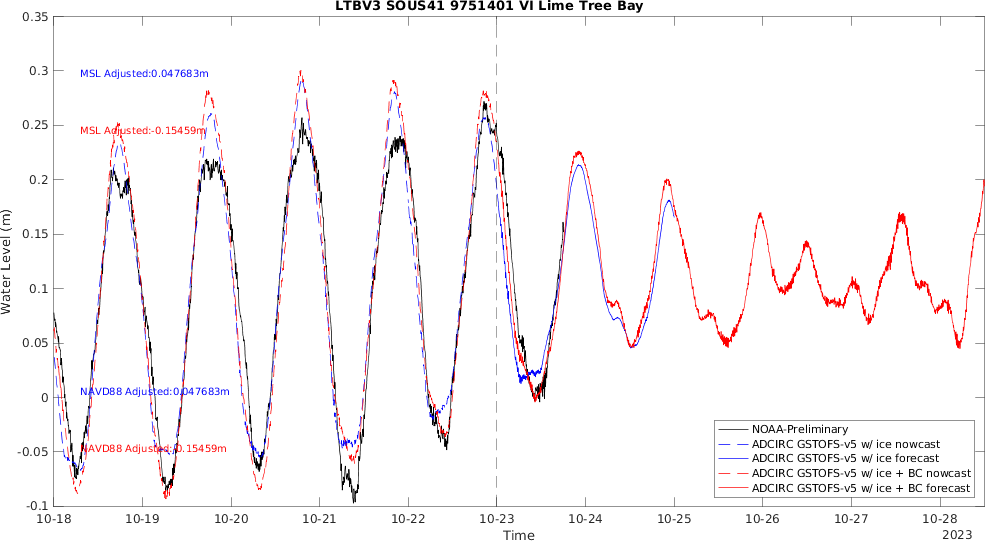 LTBV3 SOUS41 9751401 VI Lime Tree Bay
0.35
0.3
0.25
0.2
0.15
0.1
0.05
0
-0.05
-0.1
Water Level (m)
MSL Adjusted:0.047683m
MSL Adjusted:-0.15459m
NAVD88 Adjusted:0.047683m
NAVD88 Adjusted:-0.15459m
NOAA-Preliminary
ADCIRC GSTOFS-v5 w/ ice nowcast
ADCIRC GSTOFS-v5 w/ ice forecast
ADCIRC GSTOFS-v5 w/ ice + BC nowcast
ADCIRC GSTOFS-v5 w/ ice + BC forecast
10-18 10-19 10-20 10-21 10-22 10-23 10-24 10-25 10-26 10-27 10-28
Time
2023